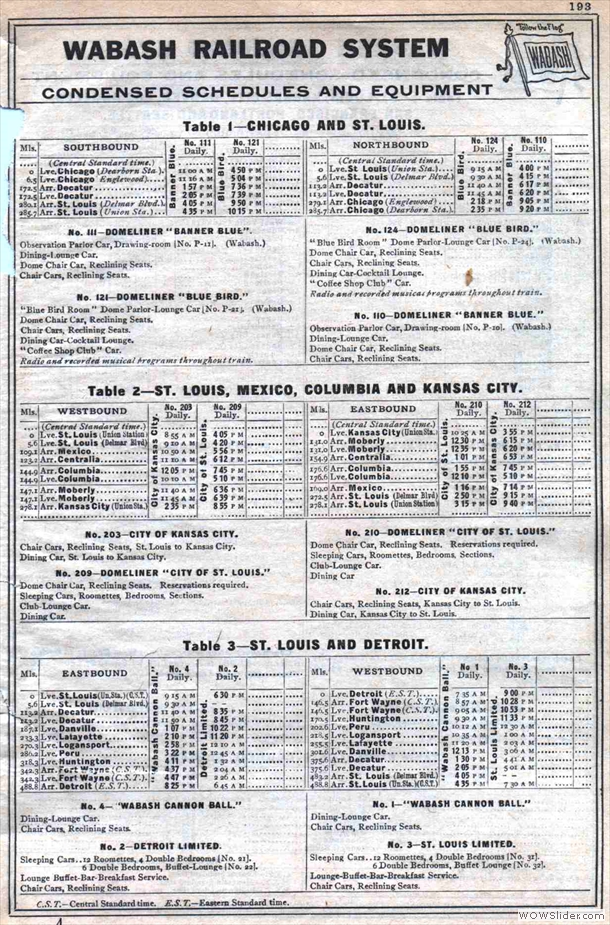 193
WABASH RAILROAD SYSTEM
Follow the Flag
WABASH
CONDENSED SCHEDULES AND EQUIPMENT
Table 1—CHICAGO AND ST. LOUIS.
Mls. SOUTHBOUND No. 111 Daily. No. 121 Daily.
(Central Standard time.) Banner Blue. Blue Bird.
0 Lve. Chicago (Dearborn Sta.) 11 00 A M 4 50 P M
6.5 Lve. Chicago Englewood) 11 16 A M 5 04 P M
172.5 Arr. Decatur 1 57 P M 7 36 P M
172.5 Lve. Decatur 2 05 P M 7 39 P M
280.1 Arr. St. Louis (Delmar Blvd.) 4 05 P M 9 50 P M
285.7 Arr. St. Louis (Union Sta.) 4 35 P M 10 15 P M
Mls. NORTHBOUND No. 124 Daily. No. 110 Daily.
(Central Standard time.) Blue Bird. Banner Blue.
0 Lve. St. Louis (Union Sta.) 9 15 A M 4 00 P M
5.6 Lve. St. Louis (Delmar Blvd.) 9 30 A M 4 15 P M
113.2 Arr. Decatur 11 40 A M 6 17 P M
113.2 Lve. Decatur 11 45 A M 6 20 P M
279.1 Arr. Chicago Englewood) 2 18 P M 9 05 P M
285.7 Arr. Chicago (Dearborn Sta.) 2 35 P M 9 20 P M
No. 111—DOMELINER "BANNER BLUE".
Observation Parlor Car, Drawing-room [No. P-12]. (Wabash.)
Dining-Lounge Car.
Dome Chair Car, Reclining Seats.
Chair Cars, Reclining Seats.
No. 121—DOMELINER "BLUE BIRD."
"Blue Bird Room" Dome Parlor-Lounge Car [No. P-21]. (Wabash.)
Dome Chair Car, Reclining Seats.
Chair Cars, Reclining Seats.
Dining Car-Cocktail Lounge.
"Coffee Shop Club" Car.
Radio and recorded musical programs throughout train.
No. 124—DOMELINER "BLUE BIRD."
"Blue Bird Room" Dome Parlor-Lounge Car [No. P-24]. (Wabash.)
Dome Chair Car, Reclining Seats.
Chair Cars, Reclining Seats.
Dining Car-Cocktail Lounge.
"Coffee Shop Club" Car.
Radio and recorded musical programs throughout train.
No. 110—DOMELINER "BANNER BLUE."
Observation Parlor Car, Drawing-room [No. P-10]. (Wabash.)
Dining-Lounge Car.
Dome Chair Car, Reclining Seats.
Chair Cars, Reclining Seats.
Table 2—ST. LOUIS, MEXICO, COLUMBIA AND KANSAS CITY.
Mls. WESTBOUND No. 203 Daily. No. 209 Daily.
(Central Standard time.) City of Kansas City. City of St. Louis.
0 Lve. St. Louis (Union Station) 8 55 A M 4 05 P M
5.6 Lve. St. Louis (Delmar Blvd) 9 10 A M 4 20 P M
109.1 Arr. Mexico 10 50 A M 5 56 P M
123.2 Arr. Centralia 11 12 A M 6 12 P M
144.9 Arr. Columbia 12 05 P M 7 45 P M
144.9 Lve. Columbia 10 10 A M 5 10 P M
147.1 Arr. Moberly 11 40 A M 6 36 P M
147.1 Lve. Moberly 11 45 A M 6 39 P M
278.1 Arr. Kansas City (Union Sta.) 2 35 P M 8 55 P M
Mls. EASTBOUND No. 210 Daily. No. 212 Daily.
(Central Standard time.) City of St. Louis. City of Kansas City.
0 Lve. Kansas City (Union Sta. 10 25 A M 3 55 P M
131.0 Arr. Moberly 12 30 P M 6 15 P M
131.0 Lve. Moberly 12 35 P M 6 20 P M
154.9 Arr. Centralia 1 01 P M 6 53 P M
176.6 Arr. Columbia 1 55 P M 7 45 P M
176.6 Lve. Columbia 12 10 P M 5 10 P M
Arr. Mexico 1 16 P M 7 14 P M
272.5 Arr. St. Louis (Delmar Blvd) 2 50 P M 9 15 P M
278.1 Arr. St. Louis (Union Station) 3 15 P M 9 40 P M
No. 203—CITY OF KANSAS CITY.
Chair Cars, Reclining Seats, St. Louis to Kansas City.
Dining Car, St. Louis to Kansas City.
No. 209—DOMELINER "CITY OF ST. LOUIS."
Dome Chair Car, Reclining Seats. Reservations required.
Sleeping Cars, Roomettes, Bedrooms, Sections.
Club-Lounge Car.
Dining Car.
No. 210—DOMELINER "CITY OF ST. LOUIS."
Dome Chair Car, Reclining Seats. Reservations required.
Sleeping Cars, Roomettes, Bedrooms, Sections.
Club-Lounge Car.
Dining Car
No. 212—CITY OF KANSAS CITY.
Chair Cars, Reclining Seats, Kansas City to St. Louis.
Dining Car, Kansas City to St. Louis.
Table 3—ST. LOUIS AND DETROIT.
Mls. EASTBOUND No. 4 Daily. No. 2 Daily.
"Wabash Cannon Ball." Detroit Limited.
0 Lve. St. Louis (Un. Sta.) (C.S.T.) 9 15 A M 6 30 P M
5.6 Lve. St. Louis (Delmar Blvd) 9 30 A M
113.2 Arr. Decatur 11 40 A M 8 35 P M
113.2 Lve. Decatur 11 50 A M 8 45 P M
Lve. Danville 1 07 P M 10 22 P M
233.3 Lve. Lafayette 2 10 P M 11 20 P M
270.3 Lve. Logansport 2 58 P M 12 10 A M
286.2 Lve. Peru 3 22 P M 12 45 A M
318.3 Lve. Huntington 4 11 P M 1 32 A M
342.3 Arr. Fort Wayne (C.S.T.) 4 37 P M 2 04 A M
342.3 Lve. Fort Wayne (C.S.T.) 4 47 P M 2 26 A M
488.8 Arr. Detroit (E.S.T.) 8 25 P M 6 45 A M
Mls. WESTBOUND No 1 Daily. No. 3 Daily.
"Wabash Cannon Ball." St. Louis Limited.
0 Lve. Detroit (E.S.T.) 7 35 A M 9 00 P M
146.5 Arr. Fort Wayne (C.S.T.) 8 57 A M 10 28 P M
146.5 Lve. Fort Wayne (C.S.T.) 9 05 A M 10 53 P M
170.5 Lve. Huntington 9 30 A M 11 33 P M
202.6 Lve. Peru 10 12 A M 12 30 A M
218.5 Lve. Logansport 10 35 A M 1 00 A M
255.5 Lve. Lafayette 11 20 A M 2 03 A M
301.6 Lve. Danville 12 13 P M 3 06 A M
375.6 Arr. Decatur 1 30 P M 4 41 A M
375.6 Lve. Decatur 2 05 P M 5 01 A M
483.2 Arr. St. Louis (Delmar Blvd) 4 05 P M
488.8 Arr. St. Louis (Un. Sta.) (C.S.T.) 4 35 P M 7 30 A M
No. 4—"WABASH CANNON BALL."
Dining-Lounge Car.
Chair Cars, Reclining Seats.
No. 2—DETROIT LIMITED.
Sleeping Cars..12 Roomettes, 4 Double Bedrooms [No. 21].
6 Double Bedrooms, Buffet-Lounge [No. 22].
Lounge Buffet-Bar-Breakfast Service.
Chair Cars, Reclining Seats.
No. 1—"WABASH CANNON BALL"
Dining-Lounge Car.
Chair Cars, Reclining Seats.
No. 3—ST. LOUIS LIMITED.
Sleeping Cars..12 Roomettes, 4 Double Bedrooms [No. 31].
6 Double Bedrooms, Buffet Lounge [No. 32].
Lounge-Buffet-Bar-Breakfast Service.
Chair Cars, Reclining Seats.
C.S.T.—Central Standard time. E.S.T.—Eastern Standard time.
WOWSlider.com